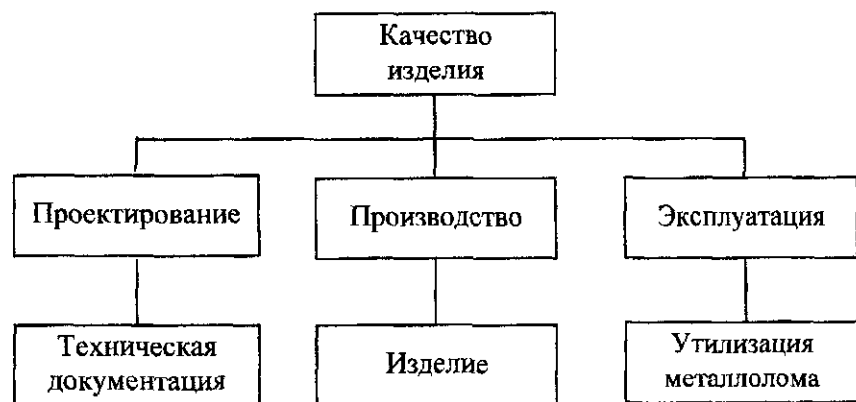 Качество
изделия
Проектирование
Производство
Эксплуатация
Техническая
документация
Изделие
Утилизация
металлолома